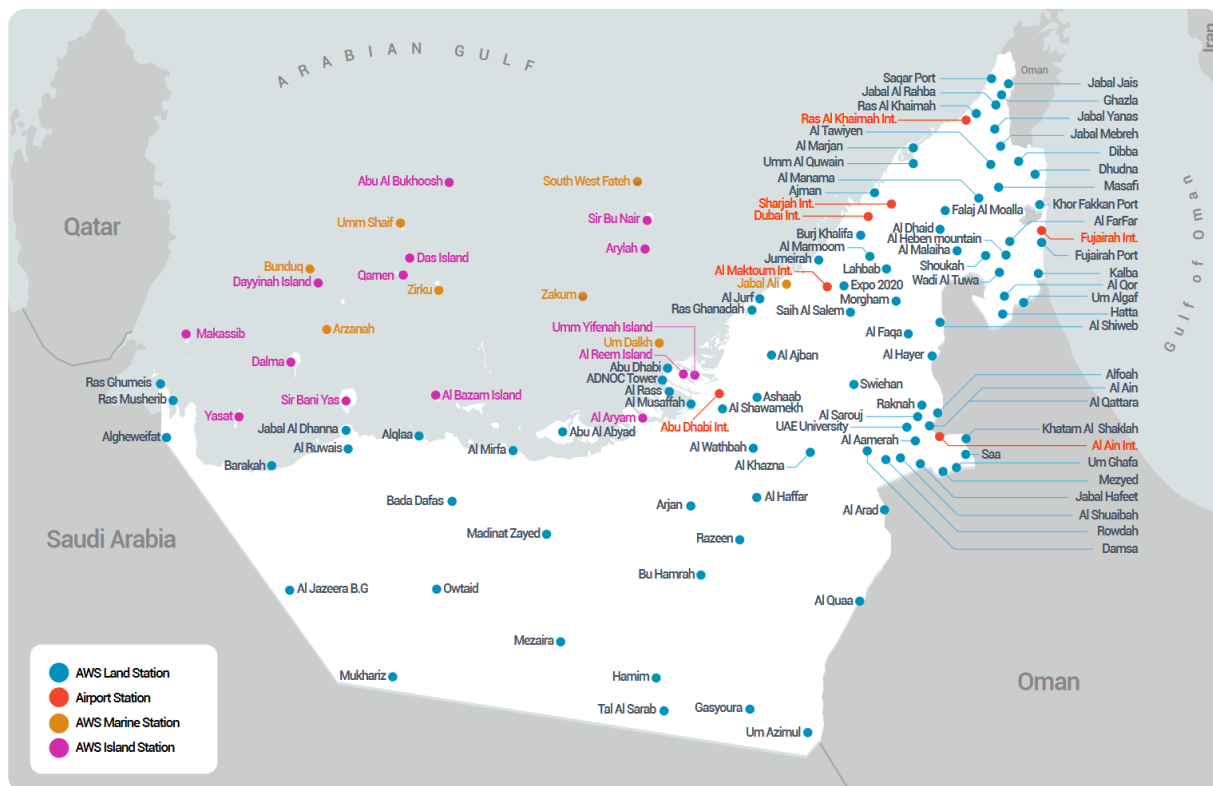 ARABIAN GULF
Iran
Oman
Saqar Port
Jabal Jais
Jabal Al Rahba
Ghazla
Ras Al Khaimah
Ras Al Khaimah Int.
Jabal Yanas
Al Tawiyen
Jabal Mebreh
Al Marjan
Dibba
Umm Al Quwain
Dhudna
Abu Al Bukhoosh
South West Fateh
Al Manama
Masafi
Ajman
Sharjah Int.
Khor Fakkan Port
Dubai Int.
Falaj Al Moalla
Qatar
Umm Shaif
Sir Bu Nair
Al FarFar
Burj Khalifa
Al Dhaid
Fujairah Int.
Al Heben mountain
Arylah
Al Marmoom
Al Malaiha
Fujairah Port
Das Island
Jumeirah
Bunduq
Al Maktoum Int.
Lahbab
Shoukah
Kalba
Qarnen
Dayyinah Island
Wadi Al Tuwa
Jabal Ali
Expo 2020
Al Qor
Zirku
Zakum
Al Jurf
Morgham
Um Algaf
Ras Ghanadah
Saih Al Salem
Hatta
Gulf of Oman
Arzanah
Makassib
Umm Yifenah Island
Al Shiweb
Al Faqa
Um Dalkh
Al Reem Island
Al Ajban
Al Hayer
Dalma
Abu Dhabi
Alfoah
Ras Ghumeis
ADNOC Tower
Swiehan
Al Ain
Al Rass
Ras Musherib
Sir Bani Yas
Al Bazam Island
Al Musaffah
Ashaab
Raknah
Al Qattara
Al Shawamekh
Yasat
Al Aryam
Al Sarouj
Abu Dhabi Int.
UAE University
Khatam Al Shaklah
Jabal Al Dhanna
Alqlaa
Abu Al Abyad
Algheweifat
Al Aamerah
Al Ain Int.
Al Ruwais
Al Mirfa
Al Wathbah
Saa
Barakah
Al Khazna
Um Ghafa
Mezyed
Bada Dafas
Al Haffar
Jabal Hafeet
Arjan
Al Arad
Al Shuaibah
Madinat Zayed
Rowdah
Saudi Arabia
Razeen
Damsa
Bu Hamrah
Al Jazeera B.G
Owtaid
Al Quaa
Mezaira
Mukhariz
Hamim
Oman
Tal Al Sarab
Gasyoura
Um Azimul
AWS Land Station
Airport Station
AWS Marine Station
AWS Island Station